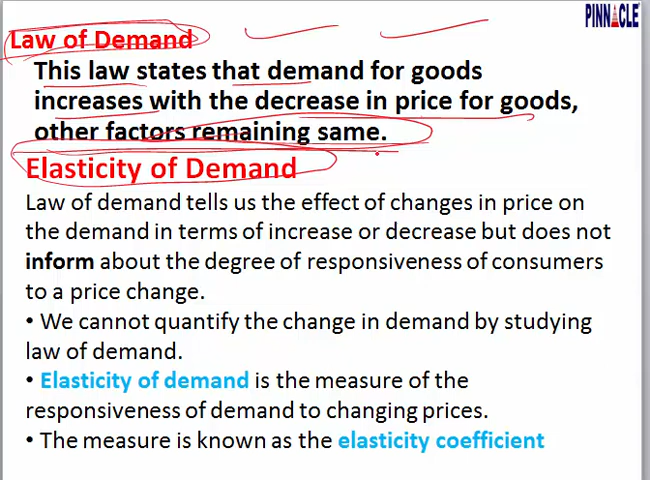 PINNACLE
Law of Demand
This law states that demand for goods
increases with the decrease in price for goods,
other factors remaining same.
Elasticity of Demand
Law of demand tells us the effect of changes in price on
the demand in terms of increase or decrease but does not
inform about the degree of responsiveness of consumers
to a price change.
• We cannot quantify the change in demand by studying
law of demand.
• Elasticity of demand is the measure of the
responsiveness of demand to changing prices.
• The measure is known as the elasticity coefficient